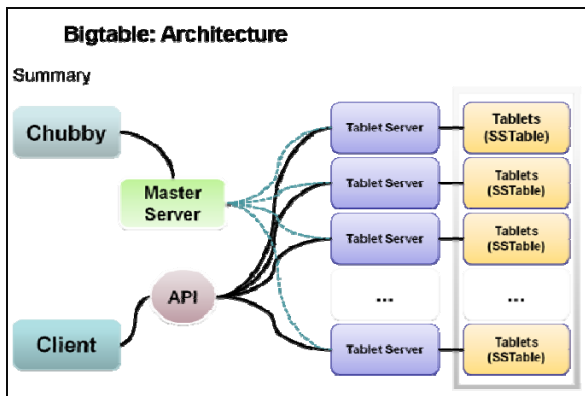 Bigtable: Architecture
Summary
Chubby
Master
Server
API
Client
Tablet Server
Tablets
(SSTable)
Tablet Server
Tablets
(SSTable)
Tablet Server
Tablets
(SSTable)
...
...
Tablet Server
Tablets
(SSTable)